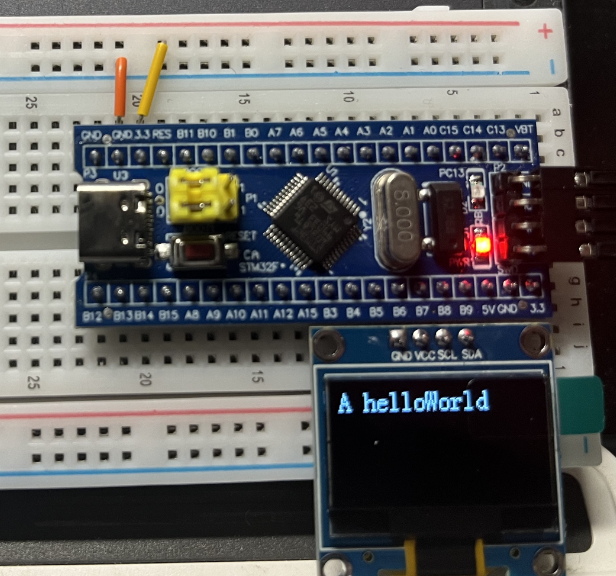 +
25
20
15
10
5
1
a
b
c
GND GND 3.3 RES B11 B10 B1 B0 A7 A6 A5 A4 A3 A2 A1 A0 C15 C14 C13 VBT
P3 U3
P1
PC13
8.000
Y2
SET
CA
STM32F*
B12 B13 B14 B15 A8 A9 A10 A11 A12 A15 B3 B4 B5 B6 B7 B8 B9 5V GND 3.3
g
h
i
j
GND VCC SCL SDA
25
20
15
A helloWorld